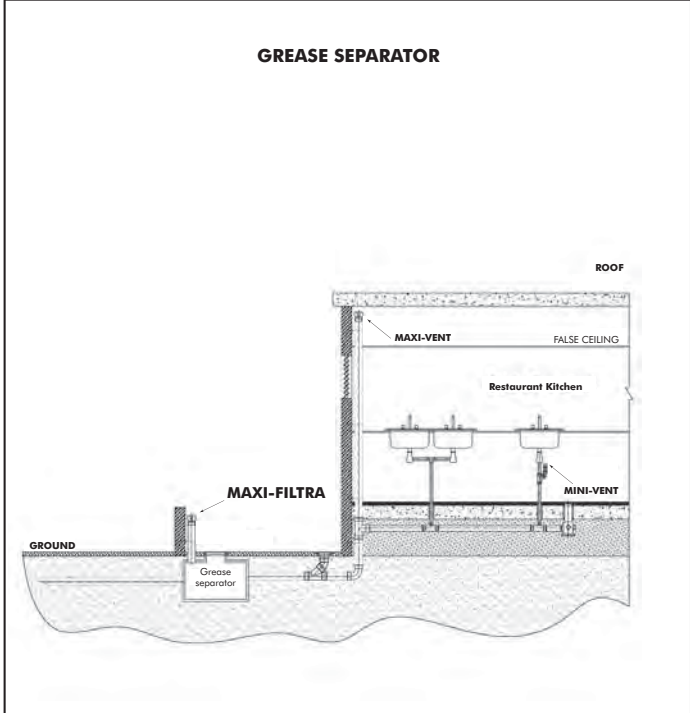 GREASE SEPARATOR
ROOF
MAXI-VENT
FALSE CEILING
Restaurant Kitchen
MAXI-FILTRA
MINI-VENT
GROUND
Grease
separator